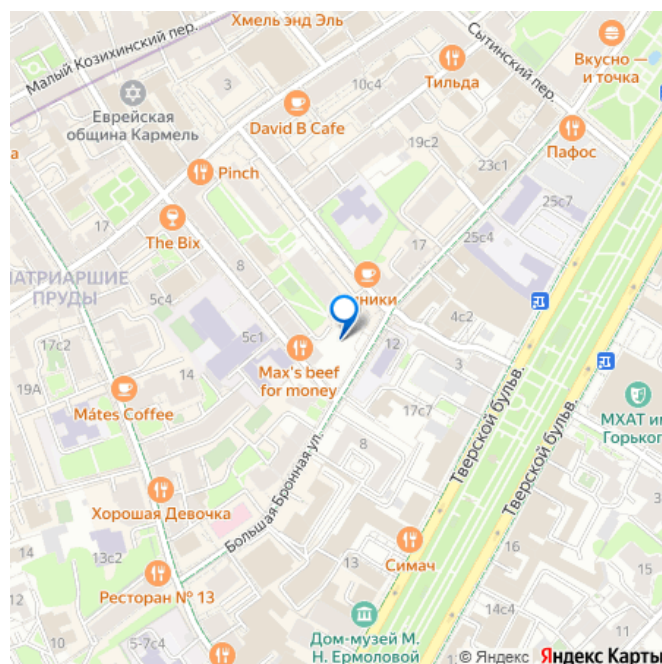 Хмель энд Эль
Малый Козихинский пер.
Сытинский пер.
Вкусно —
и точка
Тильда
3
10с4
Еврейская
община Кармель
David B Cafe
19с2
Пафос
23с1
а
Pinch
25с7
17
The Bix
17
25с4
8
АТРИАРШИЕ
ПРУДЫ
5с4
жники
4с2
17с2
5с1
12
3
Max's beef
for money
19А
Mátes Coffee
17с7
МХАТ им
Горьког
Тверской бульв.
Тверской бульв.
8
Большая Бронная ул.
Хорошая Девочка
14
13с2
Симач
16
13
12
Ресторан № 13
14с4
11
5-7с4
Дом-музей М.
Н. Ермоловой
© Яндекс Яндекс Карты